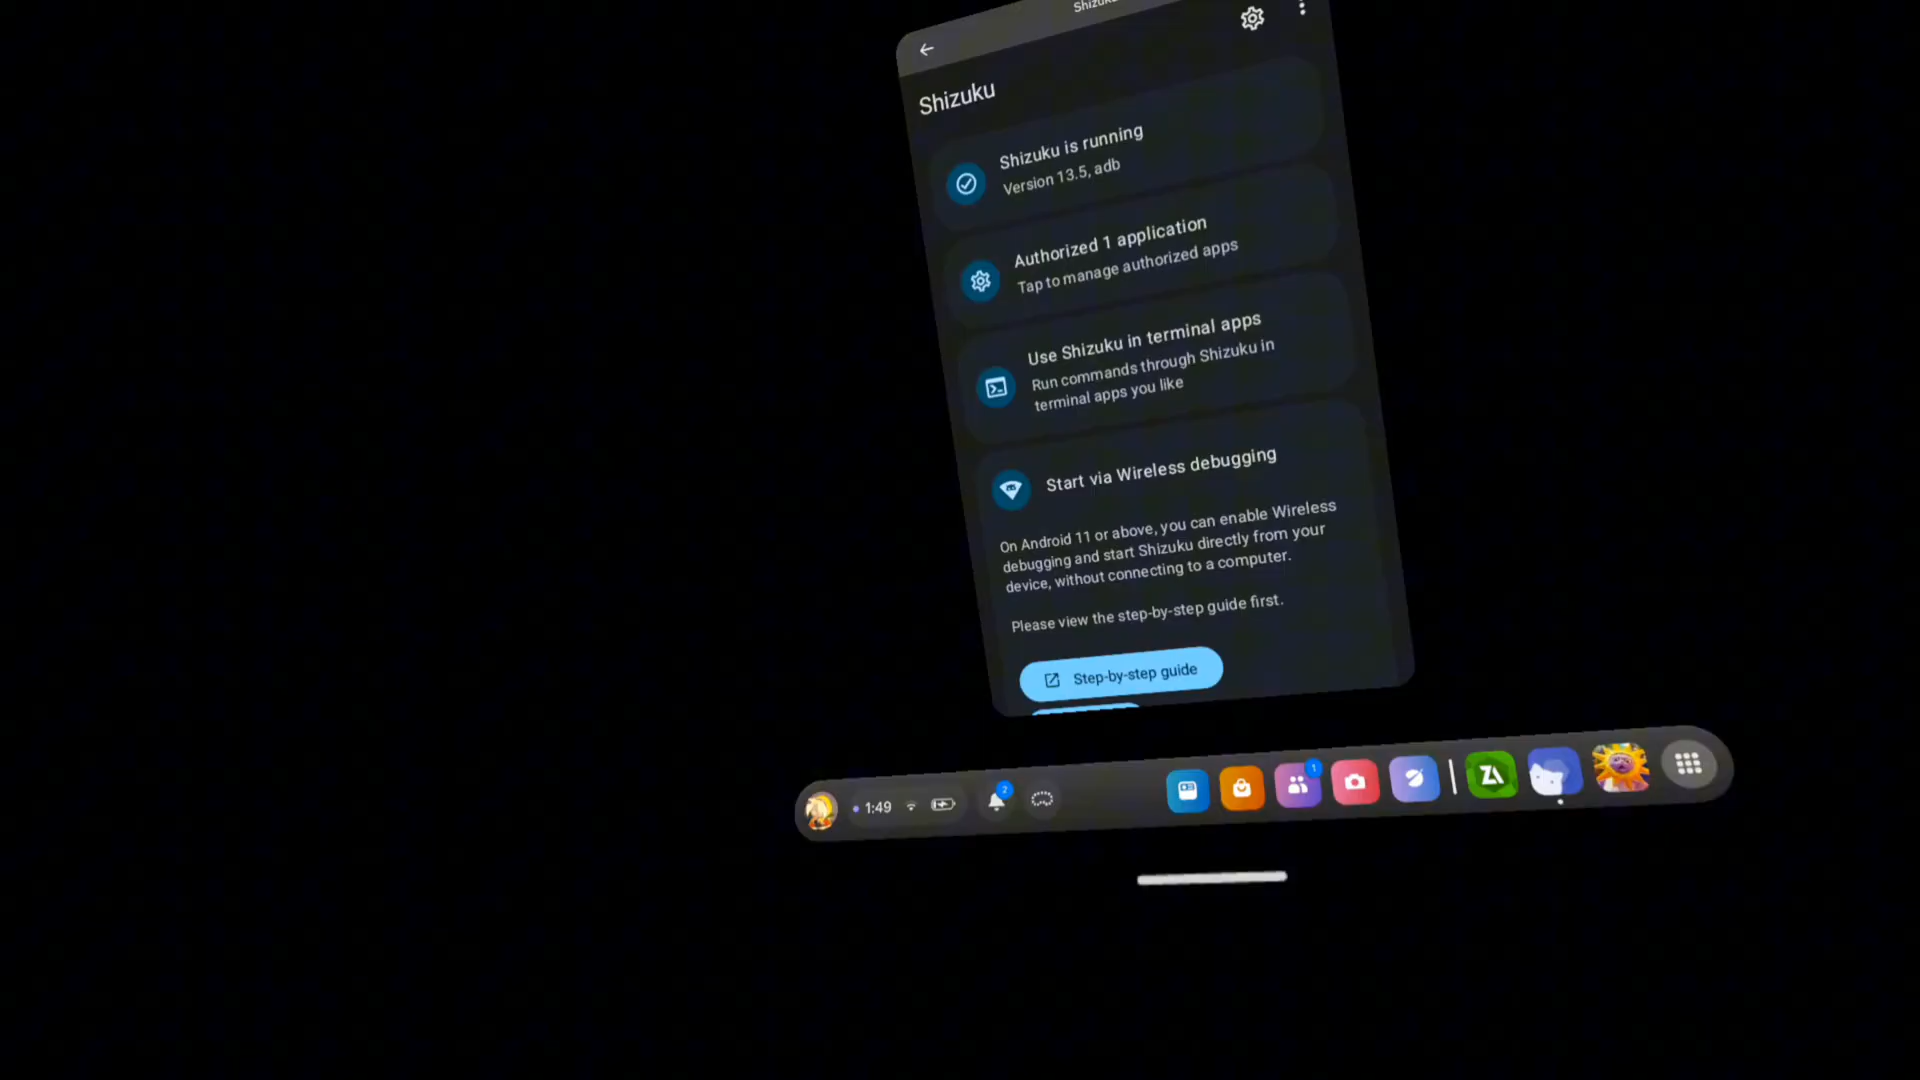 Shizuku
Shizuku is running
Version 13.5, adb
Authorized 1 application
Tap to manage authorized apps
Use Shizuku in terminal apps
Run commands through Shizuku in
terminal apps you like
Start via Wireless debugging
On Android 11 or above, you can enable Wireless
debugging and start Shizuku directly from your
device, without connecting to a computer.
Please view the step-by-step guide first.
Step-by-step guide
1:49
2
1
ZA